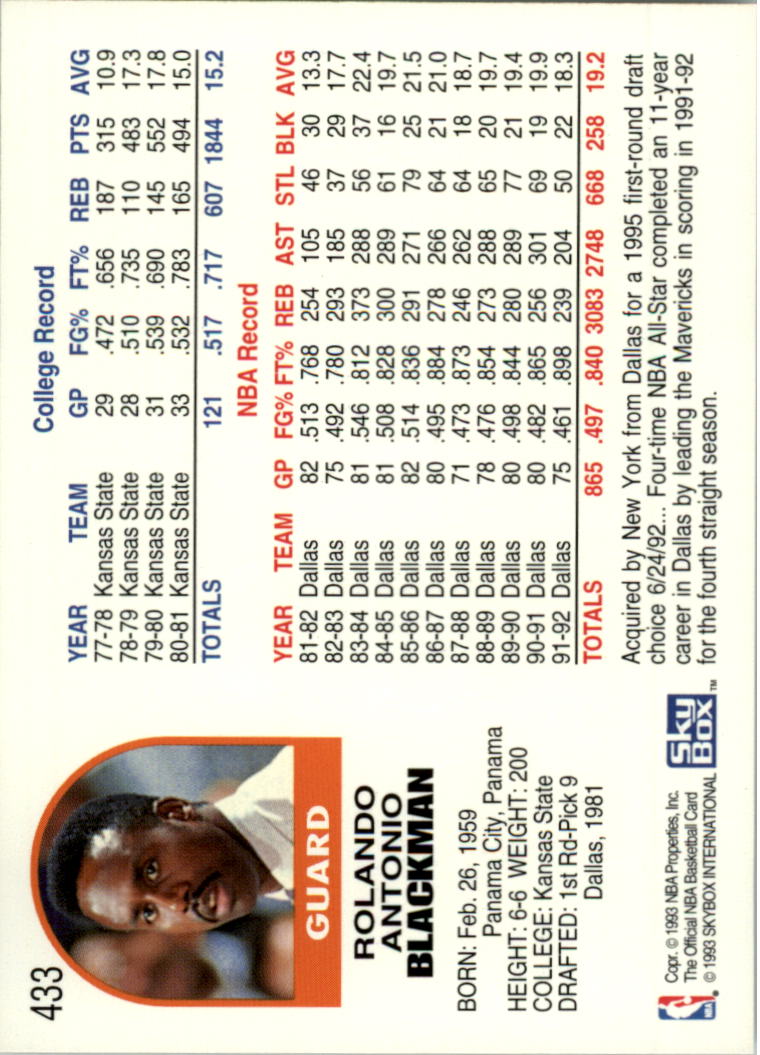 433
GUARD
ROLANDO
ANTONIO
BLACKMAN
BORN: Feb. 26, 1959
Panama City, Panama
HEIGHT: 6-6 WEIGHT: 200
COLLEGE: Kansas State
DRAFTED: 1st Rd-Pick 9
Dallas, 1981
NBA
Copr. © 1993 NBA Properties, Inc.
The Official NBA Basketball Card
© 1993 SKYBOX INTERNATIONAL
SKY
BOX ™
College Record
YEAR TEAM GP FG% FT% REB PTS AVG
77-78 Kansas State 29 .472 .656 187 315 10.9
78-79 Kansas State 28 .510 .735 110 483 17.3
79-80 Kansas State 31 .539 .690 145 552 17.8
80-81 Kansas State 33 .532 .783 165 494 15.0
TOTALS 121 .517 .717 607 1844 15.2
NBA Record
YEAR TEAM GP FG% FT% REB AST STL BLK AVG
81-82 Dallas 82 .513 .768 254 105 46 30 13.3
82-83 Dallas 75 .492 .780 293 185 37 29 17.7
83-84 Dallas 81 .546 .812 373 288 56 37 22.4
84-85 Dallas 81 .508 .828 300 289 61 16 19.7
85-86 Dallas 82 .514 .836 291 271 79 25 21.5
86-87 Dallas 80 .495 .884 278 266 64 21 21.0
87-88 Dallas 71 .473 .873 246 262 64 18 18.7
88-89 Dallas 78 .476 .854 273 288 65 20 19.7
89-90 Dallas 80 .498 .844 280 289 77 21 19.4
90-91 Dallas 80 .482 .865 256 301 69 19 19.9
91-92 Dallas 75 .461 .898 239 204 50 22 18.3
TOTALS 865 .497 .840 3083 2748 668 258 19.2
Acquired by New York from Dallas for a 1995 first-round draft
choice 6/24/92... Four-time NBA All-Star completed an 11-year
career in Dallas by leading the Mavericks in scoring in 1991-92
for the fourth straight season.